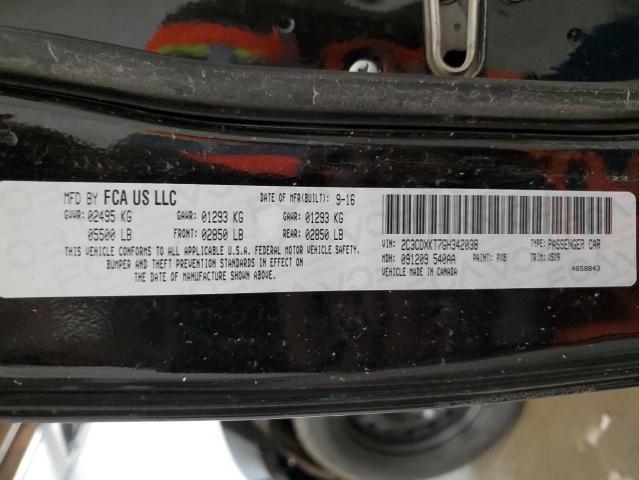 MFD BY FCA US LLC DATE OF MFR(BUILT): 9-16
GVWR: 02495 KG GAWR: 01293 KG GAWR: 01293 KG
05500 LB FRONT: 02850 LB REAR: 02850 LB
THIS VEHICLE CONFORMS TO ALL APPLICABLE U.S.A. FEDERAL MOTOR VEHICLE SAFETY,
BUMPER AND THEFT PREVENTION STANDARDS IN EFFECT ON
THE DATE OF MANUFACTURE SHOWN ABOVE.
VIN: 2C3CDXKT7GH342038 TYPE: PASSENGER CAR
MDH: 091209 540AA PAINT: PX8 TRIM: X5X9
VEHICLE MADE IN CANADA 4658843